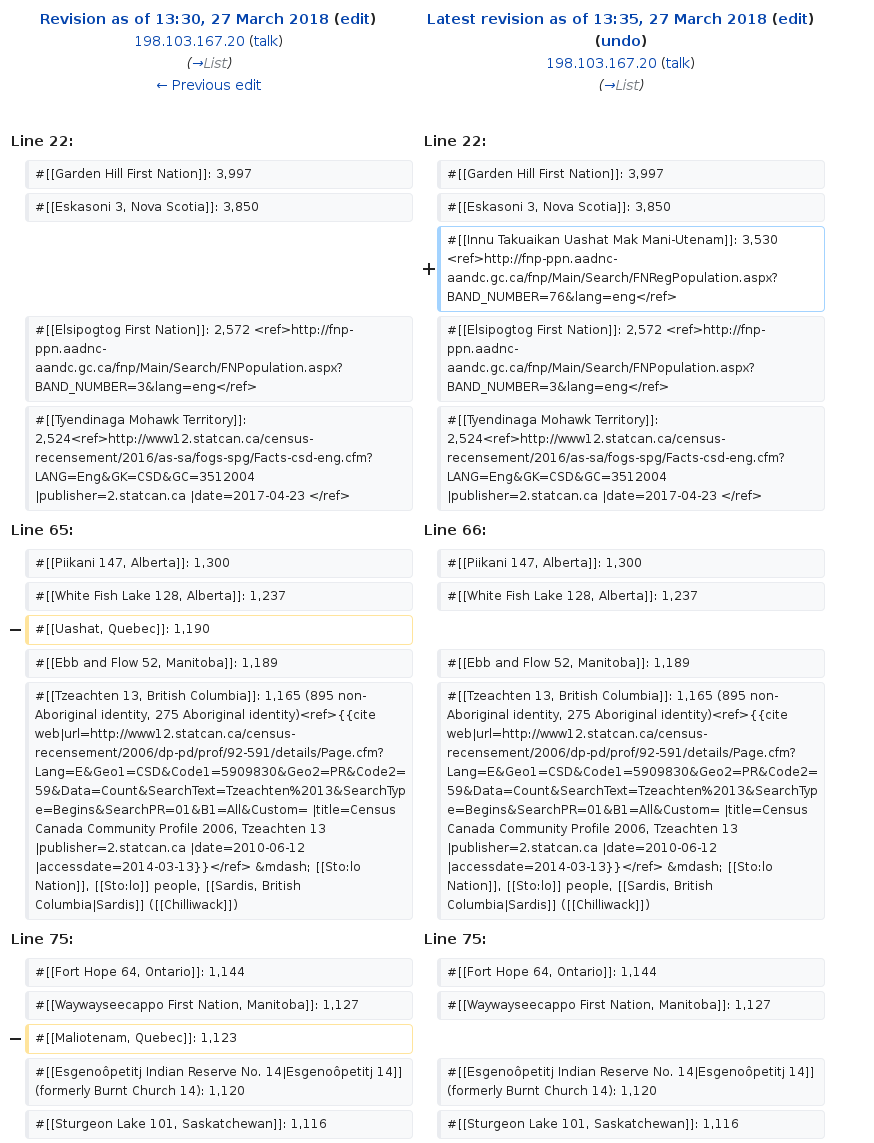 Revision as of 13:30, 27 March 2018 (edit)
198.103.167.20 (talk)
(→List)
← Previous edit
Latest revision as of 13:35, 27 March 2018 (edit)
(undo)
198.103.167.20 (talk)
(→List)
Line 22:
Line 22:
#[[Garden Hill First Nation]]: 3,997
#[[Garden Hill First Nation]]: 3,997
#[[Eskasoni 3, Nova Scotia]]: 3,850
#[[Eskasoni 3, Nova Scotia]]: 3,850
+
#[[Innu Takuaikan Uashat Mak Mani-Utenam]]: 3,530
<ref>http://fnp-ppn.aadnc-
aandc.gc.ca/fnp/Main/Search/FNRegPopulation.aspx?
BAND_NUMBER=76&lang=eng</ref>
#[[Elsipogtog First Nation]]: 2,572 <ref>http://fnp-
ppn.aadnc-
aandc.gc.ca/fnp/Main/Search/FNPopulation.aspx?
BAND_NUMBER=3&lang=eng</ref>
#[[Elsipogtog First Nation]]: 2,572 <ref>http://fnp-
ppn.aadnc-
aandc.gc.ca/fnp/Main/Search/FNPopulation.aspx?
BAND_NUMBER=3&lang=eng</ref>
#[[Tyendinaga Mohawk Territory]]:
2,524<ref>http://www12.statcan.ca/census-
recensement/2016/as-sa/fogs-spg/Facts-csd-eng.cfm?
LANG=Eng&GK=CSD&GC=3512004
|publisher=2.statcan.ca |date=2017-04-23 </ref>
#[[Tyendinaga Mohawk Territory]]:
2,524<ref>http://www12.statcan.ca/census-
recensement/2016/as-sa/fogs-spg/Facts-csd-eng.cfm?
LANG=Eng&GK=CSD&GC=3512004
|publisher=2.statcan.ca |date=2017-04-23 </ref>
Line 65:
Line 66:
#[[Piikani 147, Alberta]]: 1,300
#[[Piikani 147, Alberta]]: 1,300
#[[White Fish Lake 128, Alberta]]: 1,237
#[[White Fish Lake 128, Alberta]]: 1,237
−
#[[Uashat, Quebec]]: 1,190
#[[Ebb and Flow 52, Manitoba]]: 1,189
#[[Ebb and Flow 52, Manitoba]]: 1,189
#[[Tzeachten 13, British Columbia]]: 1,165 (895 non-
Aboriginal identity, 275 Aboriginal identity)<ref>{{cite
web|url=http://www12.statcan.ca/census-
recensement/2006/dp-pd/prof/92-591/details/Page.cfm?
Lang=E&Geo1=CSD&Code1=5909830&Geo2=PR&Code2=
59&Data=Count&SearchText=Tzeachten%2013&SearchTyp
e=Begins&SearchPR=01&B1=All&Custom= |title=Census
Canada Community Profile 2006, Tzeachten 13
|publisher=2.statcan.ca |date=2010-06-12
|accessdate=2014-03-13}}</ref> &mdash; [[Sto:lo
Nation]], [[Sto:lo]] people, [[Sardis, British
Columbia|Sardis]] ([[Chilliwack]])
#[[Tzeachten 13, British Columbia]]: 1,165 (895 non-
Aboriginal identity, 275 Aboriginal identity)<ref>{{cite
web|url=http://www12.statcan.ca/census-
recensement/2006/dp-pd/prof/92-591/details/Page.cfm?
Lang=E&Geo1=CSD&Code1=5909830&Geo2=PR&Code2=
59&Data=Count&SearchText=Tzeachten%2013&SearchTyp
e=Begins&SearchPR=01&B1=All&Custom= |title=Census
Canada Community Profile 2006, Tzeachten 13
|publisher=2.statcan.ca |date=2010-06-12
|accessdate=2014-03-13}}</ref> &mdash; [[Sto:lo
Nation]], [[Sto:lo]] people, [[Sardis, British
Columbia|Sardis]] ([[Chilliwack]])
Line 75:
Line 75:
#[[Fort Hope 64, Ontario]]: 1,144
#[[Fort Hope 64, Ontario]]: 1,144
#[[Waywayseecappo First Nation, Manitoba]]: 1,127
#[[Waywayseecappo First Nation, Manitoba]]: 1,127
−
#[[Maliotenam, Quebec]]: 1,123
#[[Esgenoôpetitj Indian Reserve No. 14|Esgenoôpetitj 14]]
(formerly Burnt Church 14): 1,120
#[[Esgenoôpetitj Indian Reserve No. 14|Esgenoôpetitj 14]]
(formerly Burnt Church 14): 1,120
#[[Sturgeon Lake 101, Saskatchewan]]: 1,116
#[[Sturgeon Lake 101, Saskatchewan]]: 1,116